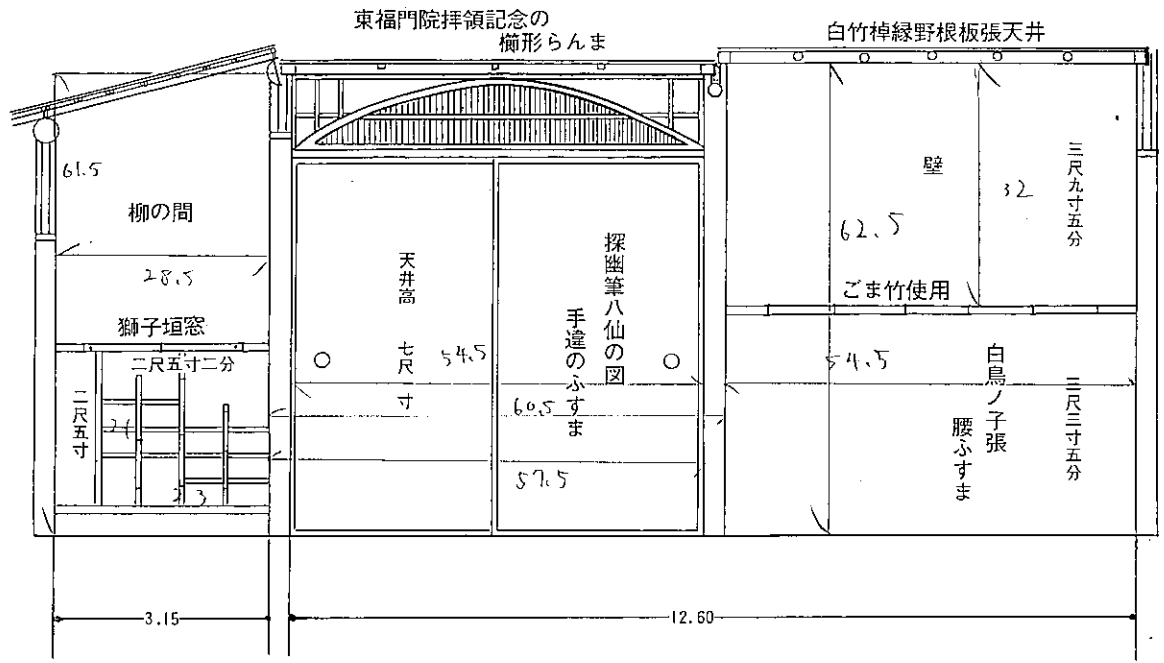 東福門院拝領記念の
櫛形らんま
白竹棹縁野根板張天井
61.5
柳の間
28.5
獅子垣窓
二尺五寸二分
二尺五寸
21
23
天井高 七尺 寸
54.5
探幽筆八仙の図
手違のふすま
60.5
57.5
壁
62.5
32
三尺九寸五分
ごま竹使用
54.5
白鳥ノ子張
腰ふすま
三尺三寸五分
3.15
12.60